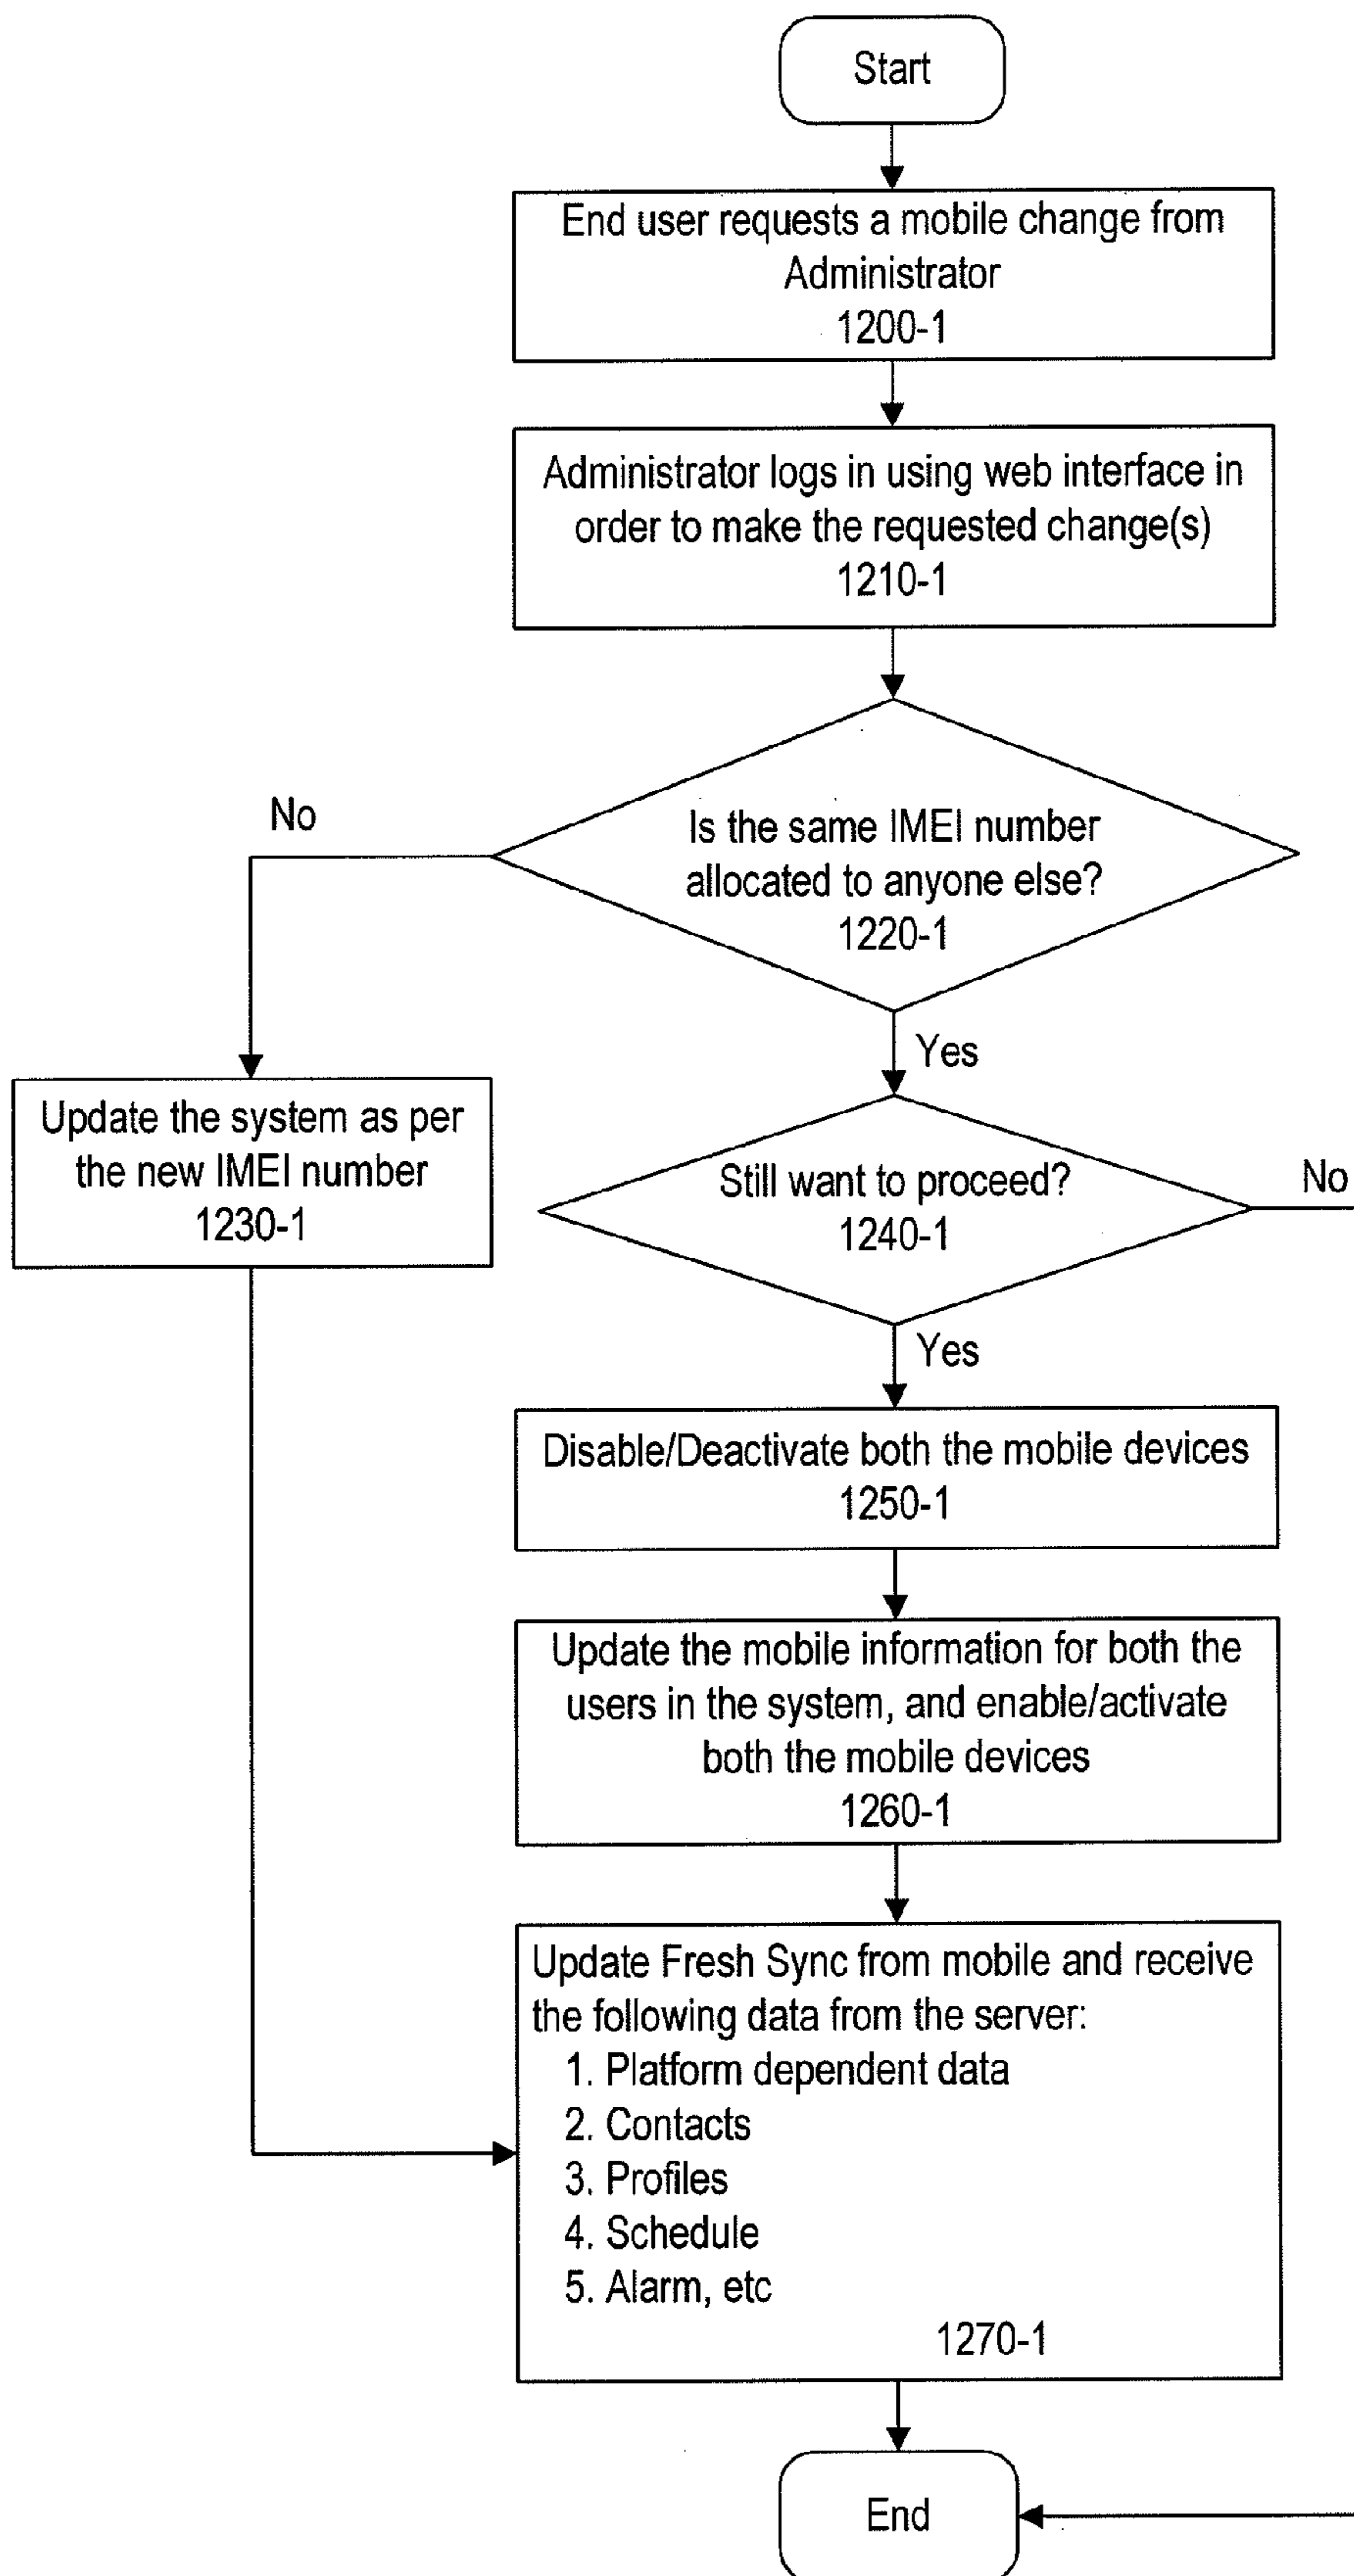 Start
End user requests a mobile change from
Administrator
1200-1
Administrator logs in using web interface in
order to make the requested change(s)
1210-1
No
Is the same IMEI number
allocated to anyone else?
1220-1
Yes
Update the system as per
the new IMEI number
1230-1
Still want to proceed?
1240-1
No
Yes
Disable/Deactivate both the mobile devices
1250-1
Update the mobile information for both the
users in the system, and enable/activate
both the mobile devices
1260-1
Update Fresh Sync from mobile and receive
the following data from the server:
1. Platform dependent data
2. Contacts
3. Profiles
4. Schedule
5. Alarm, etc
1270-1
End